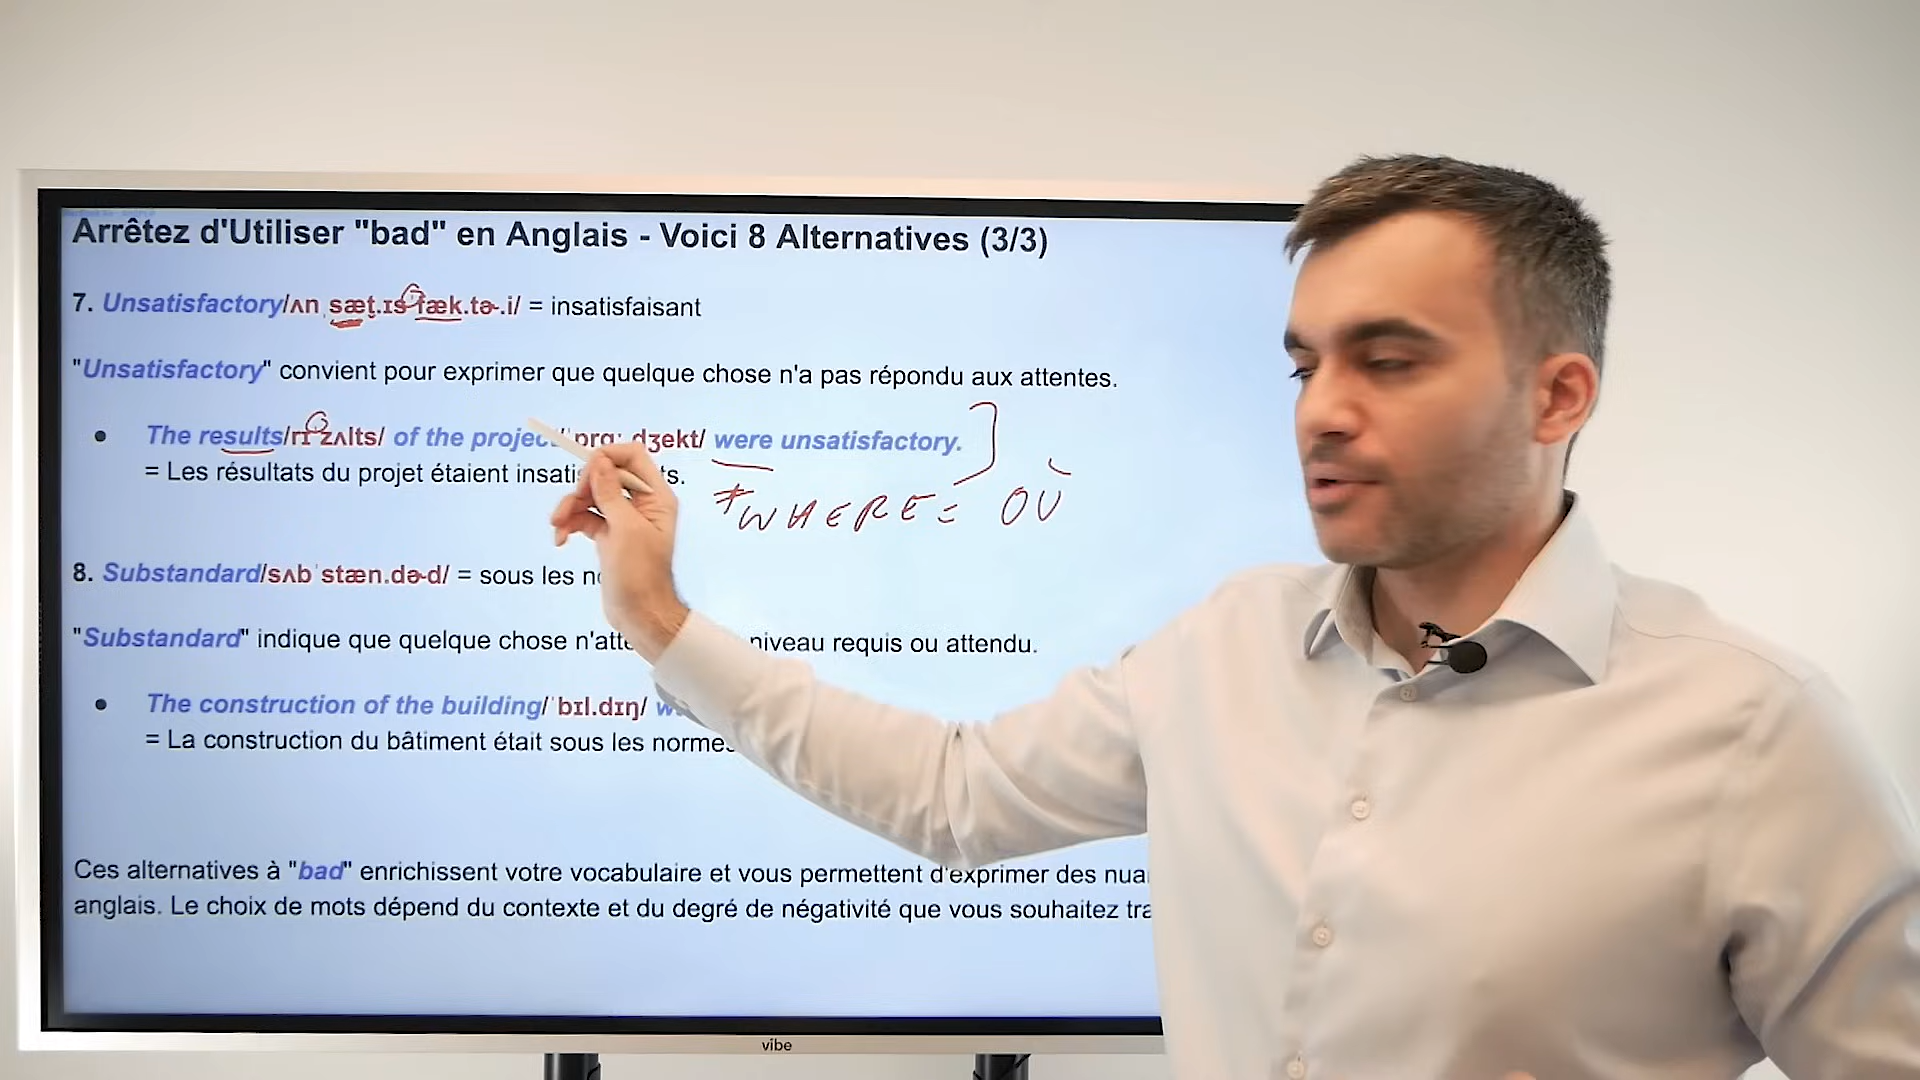 Arrêtez d'Utiliser "bad" en Anglais - Voici 8 Alternatives (3/3)
7. Unsatisfactory/ʌnˌsæt̬.ɪsˈfæk.tɚ.i/ = insatisfaisant
"Unsatisfactory" convient pour exprimer que quelque chose n'a pas répondu aux attentes.
The results/rɪˈzʌlts/ of the project /ˈprɑː.dʒekt/ were unsatisfactory.
= Les résultats du projet étaient
*WHERE = OÙ
8. Substandard/sʌbˈstæn.dɚd/ = sous les
"Substandard" indique que quelque chose niveau requis ou attendu.
The construction of the building/ˈbɪl.dɪŋ/
= La construction du bâtiment était sous les normes
Ces alternatives à "bad" enrichissent votre vocabulaire et vous permettent d'exprimer des
anglais. Le choix de mots dépend du contexte et du degré de négativité que vous souhaitez
vibe